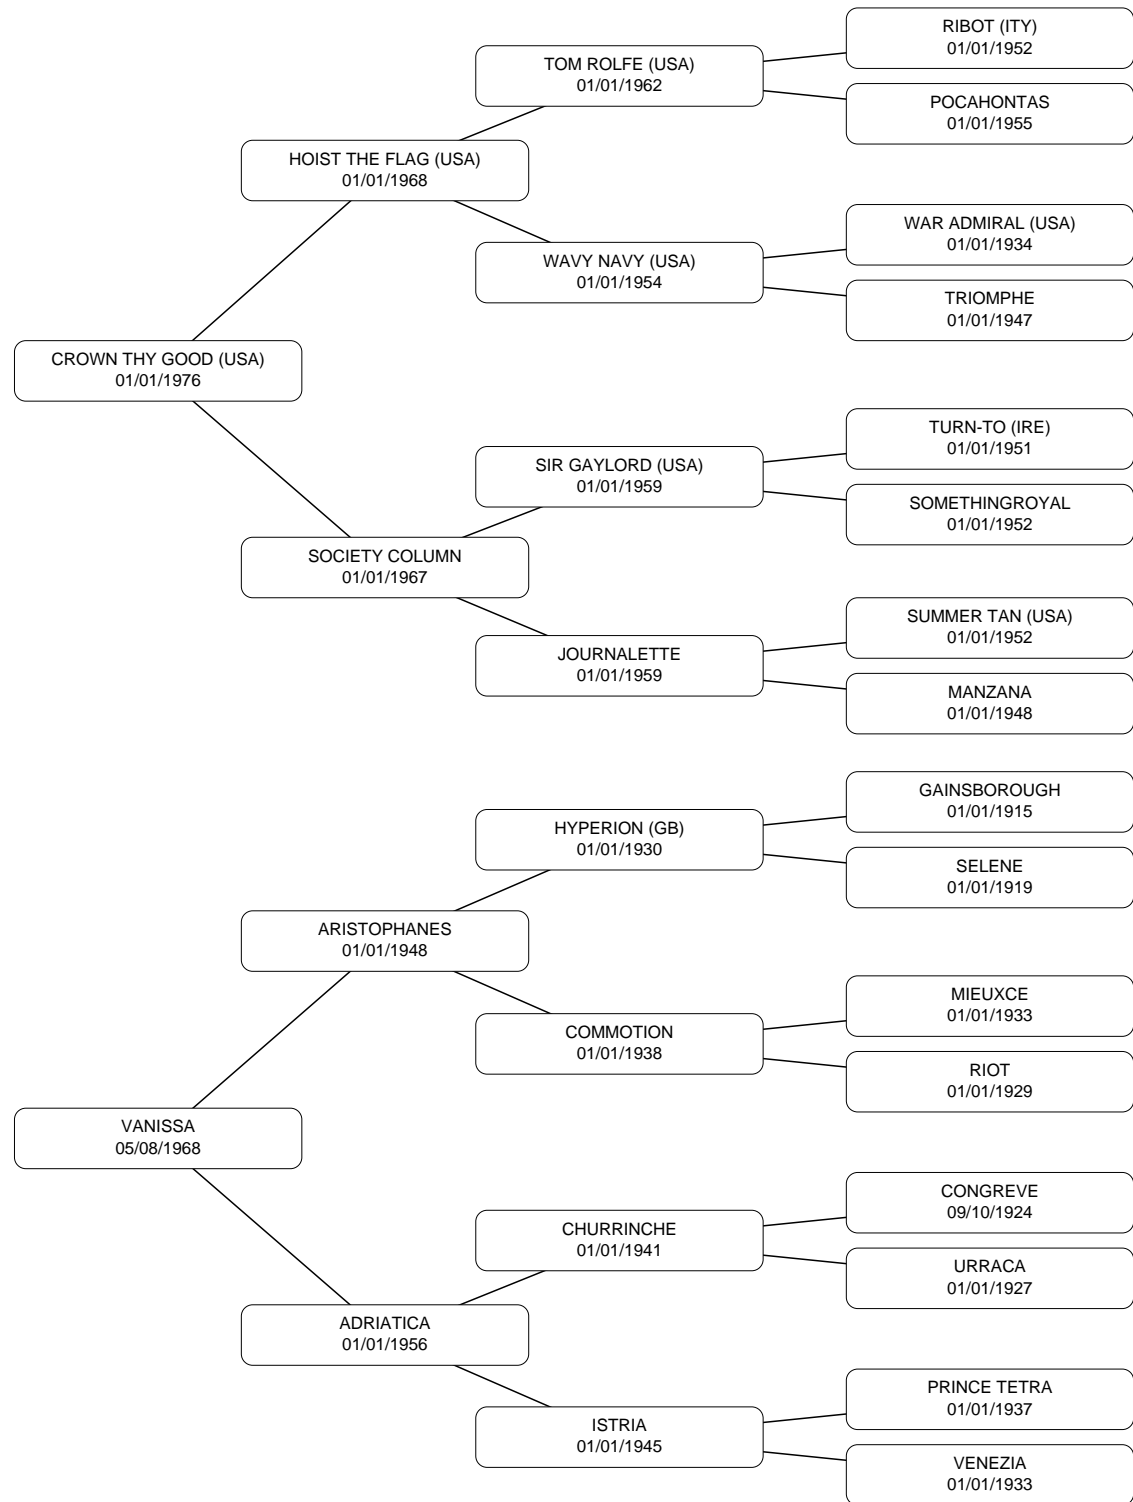 RIBOT (ITY)
01/01/1952
TOM ROLFE (USA)
01/01/1962
POCAHONTAS
01/01/1955
HOIST THE FLAG (USA)
01/01/1968
WAR ADMIRAL (USA)
01/01/1934
WAVY NAVY (USA)
01/01/1954
TRIOMPHE
01/01/1947
CROWN THY GOOD (USA)
01/01/1976
TURN-TO (IRE)
01/01/1951
SIR GAYLORD (USA)
01/01/1959
SOMETHINGROYAL
01/01/1952
SOCIETY COLUMN
01/01/1967
SUMMER TAN (USA)
01/01/1952
JOURNALETTE
01/01/1959
MANZANA
01/01/1948
GAINSBOROUGH
01/01/1915
HYPERION (GB)
01/01/1930
SELENE
01/01/1919
ARISTOPHANES
01/01/1948
MIEUXCE
01/01/1933
COMMOTION
01/01/1938
RIOT
01/01/1929
VANISSA
05/08/1968
CONGREVE
09/10/1924
CHURRINCHE
01/01/1941
URRACA
01/01/1927
ADRIATICA
01/01/1956
PRINCE TETRA
01/01/1937
ISTRIA
01/01/1945
VENEZIA
01/01/1933